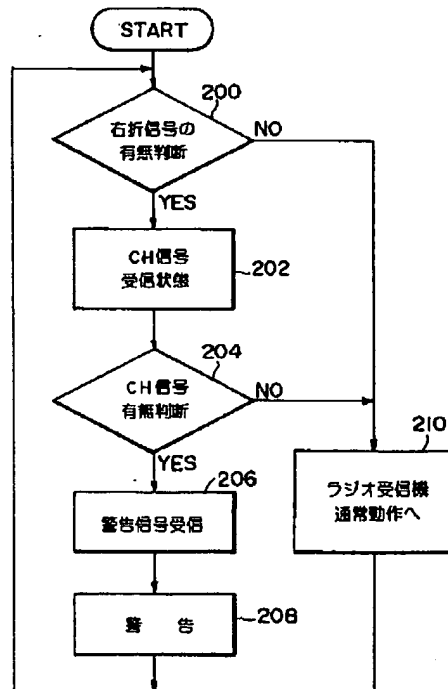 START
200
右折信号の
有無判断
NO
YES
CH信号
受信状態
202
204
CH信号
有無判断
NO
YES
210
206
警告信号受信
ラジオ受信機
通常動作へ
警 告
208